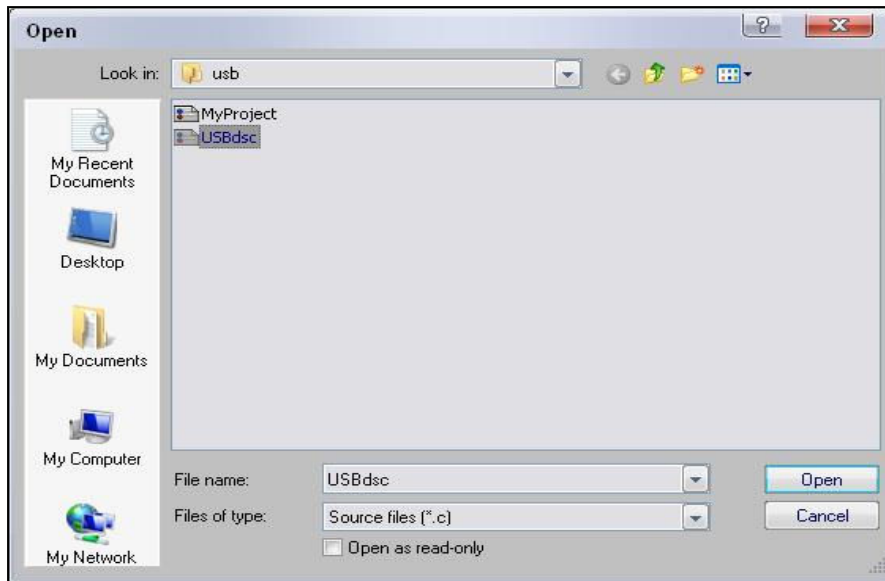 Open
?
Look in:
usb
My Recent
Documents
Desktop
My Documents
My Computer
My Network
MyProject
USBdsc
File name:
USBdsc
Open
Files of type:
Source files (*.c)
Cancel
Open as read-only